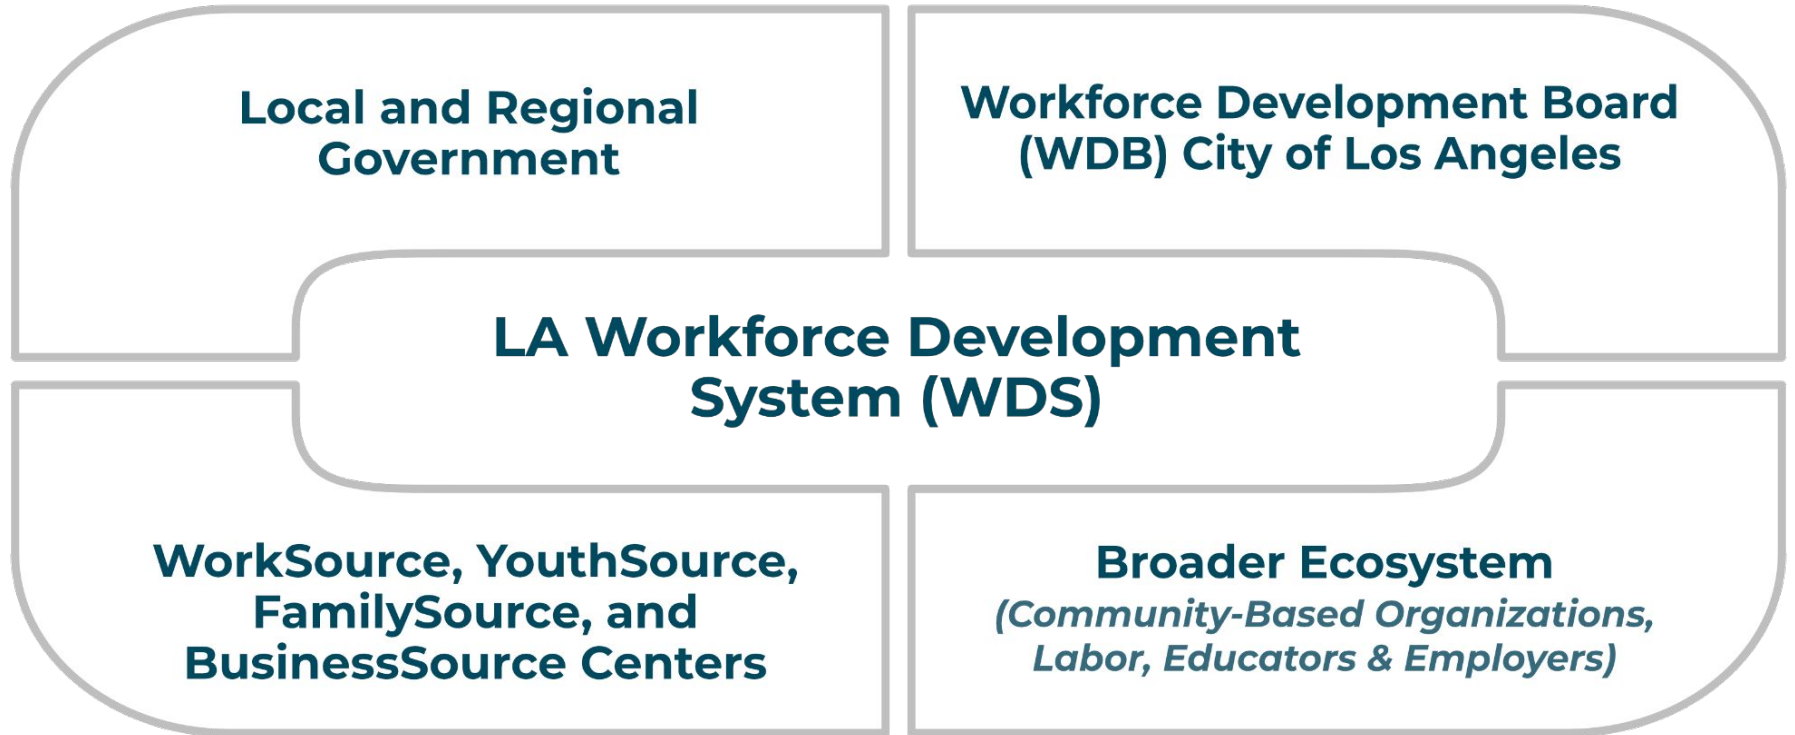 Local and Regional
Government
Workforce Development Board
(WDB) City of Los Angeles
LA Workforce Development
System (WDS)
WorkSource, YouthSource,
FamilySource, and
BusinessSource Centers
Broader Ecosystem
(Community-Based Organizations,
Labor, Educators & Employers)